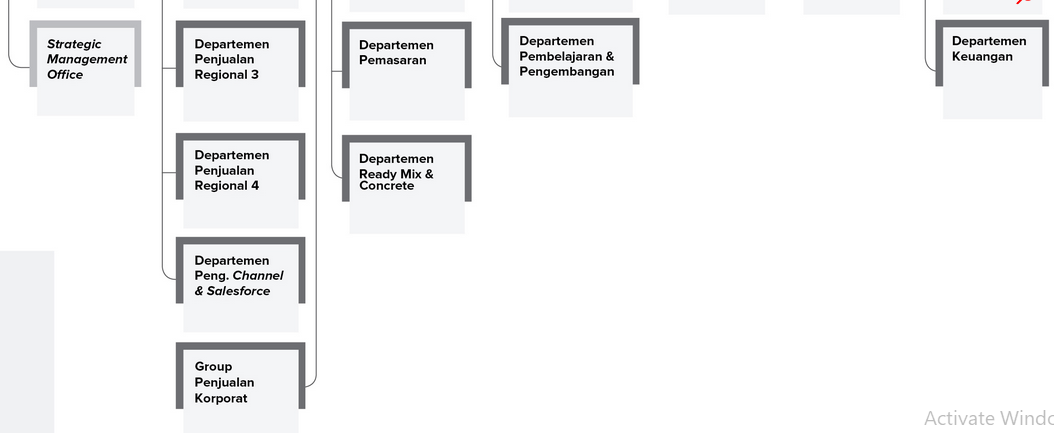 Strategic
Management
Office
Departemen
Penjualan
Regional 3
Departemen
Pemasaran
Departemen
Pembelajaran &
Pengembangan
Departemen
Keuangan
Departemen
Penjualan
Regional 4
Departemen
Ready Mix &
Concrete
Departemen
Peng. Channel
& Salesforce
Group
Penjualan
Korporat
Activate